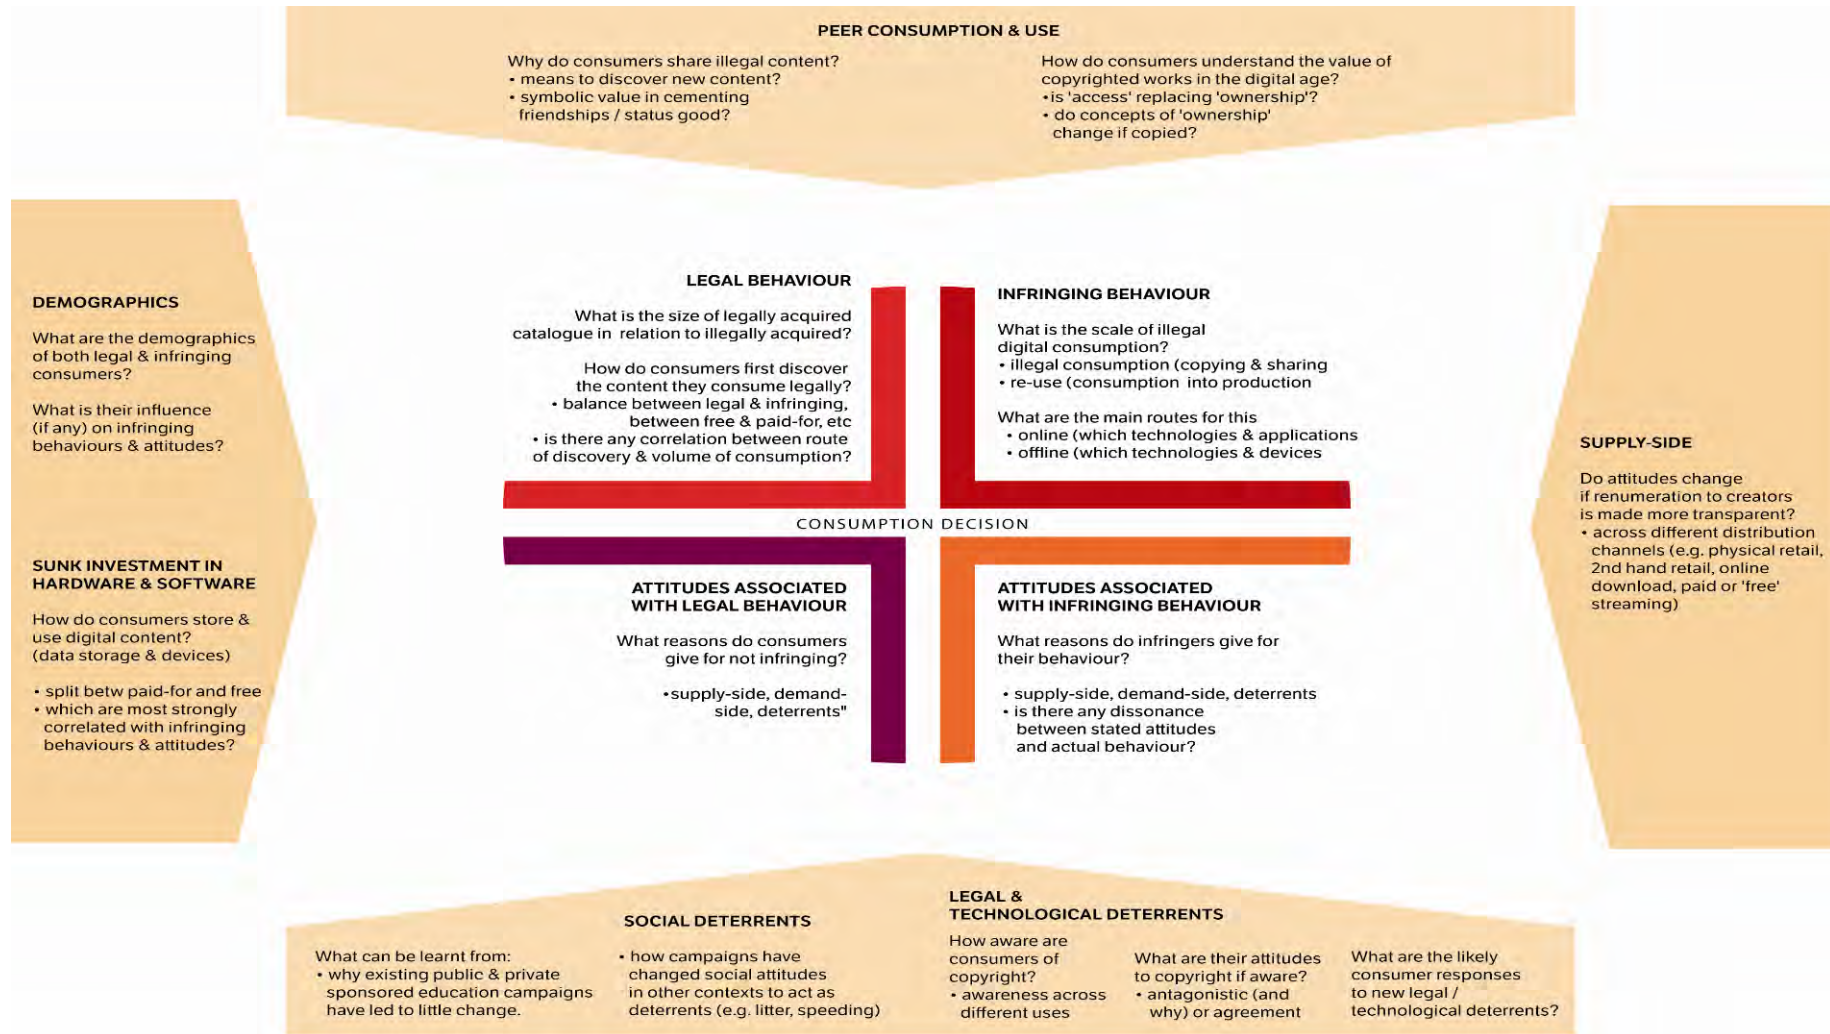 PEER CONSUMPTION & USE
Why do consumers share illegal content?
• means to discover new content?
• symbolic value in cementing
friendships / status good?
How do consumers understand the value of
copyrighted works in the digital age?
•is 'access' replacing 'ownership'?
• do concepts of 'ownership'
change if copied?
DEMOGRAPHICS
What are the demographics
of both legal & infringing
consumers?
What is their influence
(if any) on infringing
behaviours & attitudes?
SUNK INVESTMENT IN
HARDWARE & SOFTWARE
How do consumers store &
use digital content?
(data storage & devices)
• split betw paid-for and free
• which are most strongly
correlated with infringing
behaviours & attitudes?
LEGAL BEHAVIOUR
What is the size of legally acquired
catalogue in relation to illegally acquired?
How do consumers first discover
the content they consume legally?
• balance between legal & infringing,
between free & paid-for, etc
• is there any correlation between route
of discovery & volume of consumption?
INFRINGING BEHAVIOUR
What is the scale of illegal
digital consumption?
• illegal consumption (copying & sharing
• re-use (consumption into production
What are the main routes for this
• online (which technologies & applications
• offline (which technologies & devices
CONSUMPTION DECISION
ATTITUDES ASSOCIATED
WITH LEGAL BEHAVIOUR
What reasons do consumers
give for not infringing?
•supply-side, demand-
side, deterrents"
ATTITUDES ASSOCIATED
WITH INFRINGING BEHAVIOUR
What reasons do infringers give for
their behaviour?
• supply-side, demand-side, deterrents
• is there any dissonance
between stated attitudes
and actual behaviour?
SUPPLY-SIDE
Do attitudes change
if renumeration to creators
is made more transparent?
• across different distribution
channels (e.g. physical retail,
2nd hand retail, online
download, paid or 'free'
streaming)
SOCIAL DETERRENTS
What can be learnt from:
• why existing public & private
sponsored education campaigns
have led to little change.
• how campaigns have
changed social attitudes
in other contexts to act as
deterrents (e.g. litter, speeding)
LEGAL &
TECHNOLOGICAL DETERRENTS
How aware are
consumers of
copyright?
• awareness across
different uses
What are their attitudes
to copyright if aware?
• antagonistic (and
why) or agreement
What are the likely
consumer responses
to new legal /
technological deterrents?